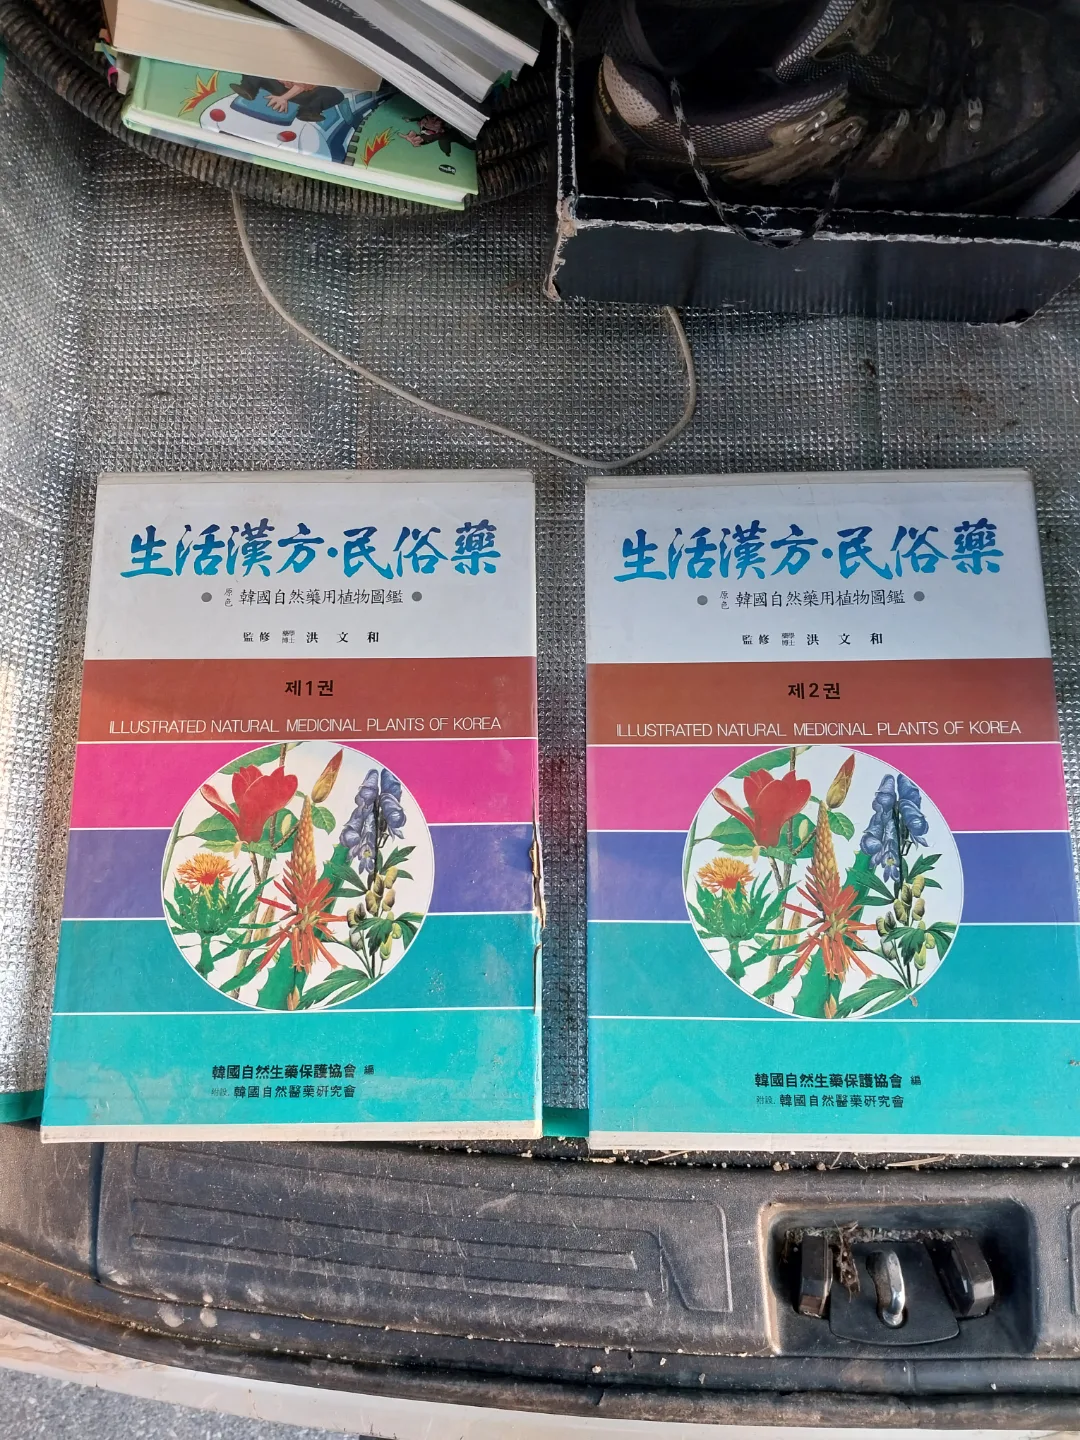 生活漢方·民俗藥
● 原色 韓國自然藥用植物圖鑑 ●
監修 藥學博士 洪文和
제1권
ILLUSTRATED NATURAL MEDICINAL PLANTS OF KOREA
韓國自然生藥保護協會 編
附設. 韓國自然醫藥硏究會
生活漢方·民俗藥
● 原色 韓國自然藥用植物圖鑑 ●
監修 藥學博士 洪文和
제2권
ILLUSTRATED NATURAL MEDICINAL PLANTS OF KOREA
韓國自然生藥保護協會 編
附設. 韓國自然醫藥硏究會